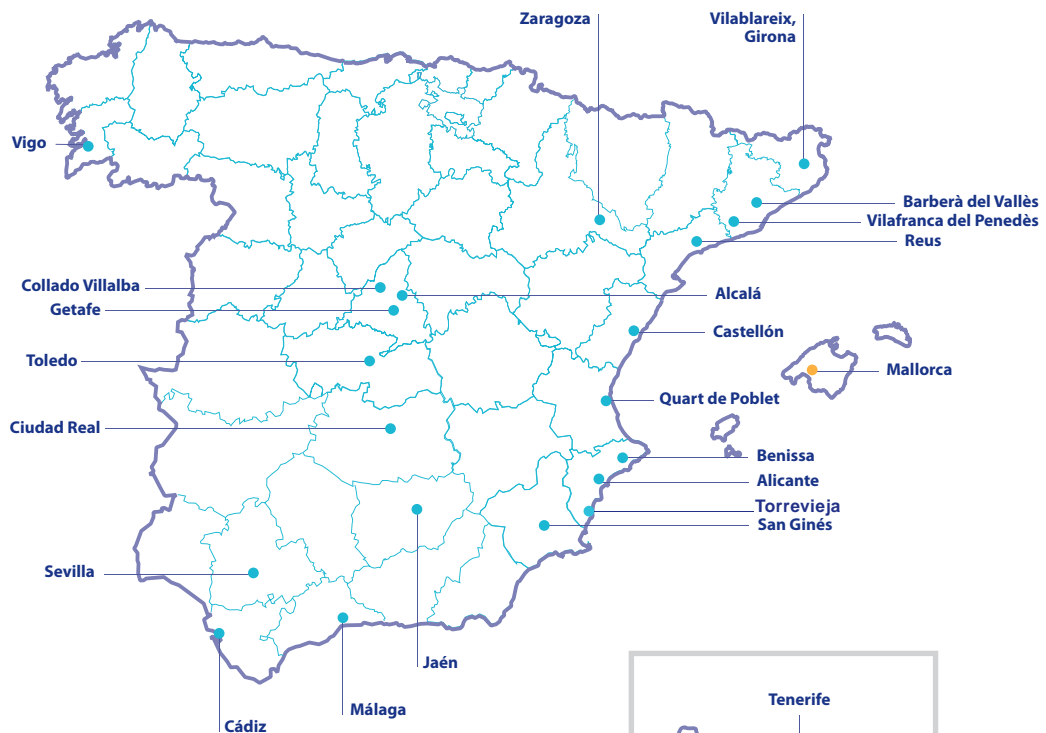 Zaragoza
Vilablareix,
Girona
Vigo
Barberà del Vallès
Vilafranca del Penedès
Reus
Collado Villalba
Alcalá
Getafe
Castellón
Toledo
Mallorca
Quart de Poblet
Ciudad Real
Benissa
Alicante
Torrevieja
San Ginés
Sevilla
Jaén
Tenerife
Málaga
Cádiz